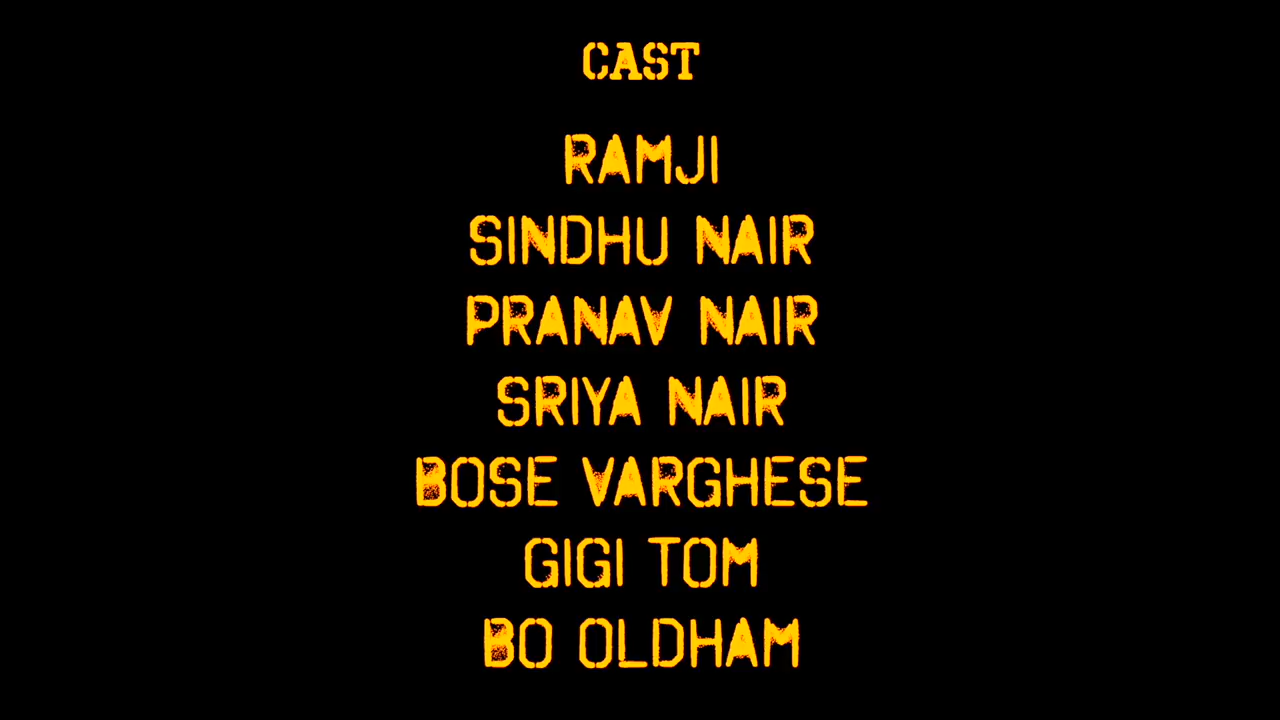 CAST
RAMJI
SINDHU NAIR
PRANAV NAIR
SRIYA NAIR
BOSE VARGHESE
GIGI TOM
BO OLDHAM